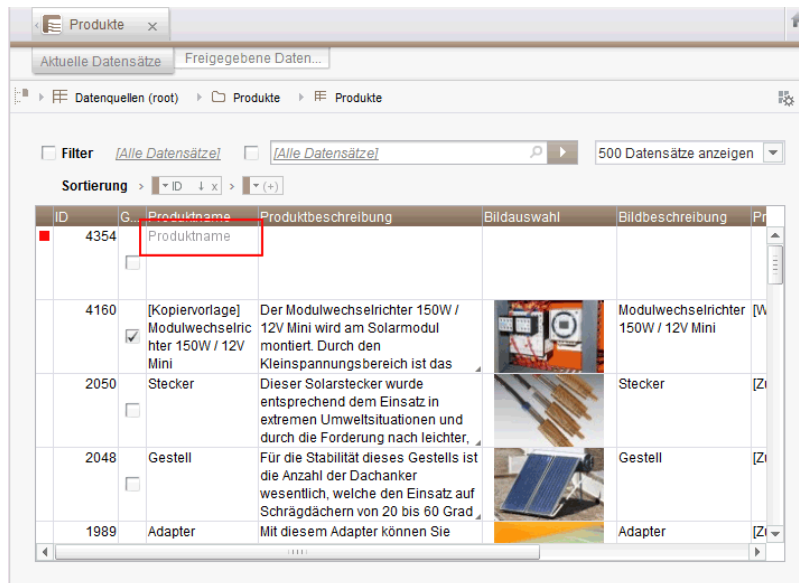 Produkte x
Aktuelle Datensätze Freigegebene Daten...
Datenquellen (root) Produkte Produkte
Filter [Alle Datensätze] [Alle Datensätze] 500 Datensätze anzeigen
Sortierung > ID ↓ x > (+)
ID G... Produktname Produktbeschreibung Bildauswahl Bildbeschreibung Pr
4354 Produktname
4160 [Kopiervorlage] Der Modulwechselrichter 150W / Modulwechselrichter [W
Modulwechselric 12V Mini wird am Solarmodul 150W / 12V Mini
hter 150W / 12V montiert. Durch den
Mini Kleinspannungsbereich ist das
2050 Stecker Dieser Solarstecker wurde Stecker [Zu
entsprechend dem Einsatz in
extremen Umweltsituationen und
durch die Forderung nach leichter,
2048 Gestell Für die Stabilität dieses Gestells ist Gestell [Zu
die Anzahl der Dachanker
wesentlich, welche den Einsatz auf
Schrägdächern von 20 bis 60 Grad
1989 Adapter Mit diesem Adapter können Sie Adapter [Zu